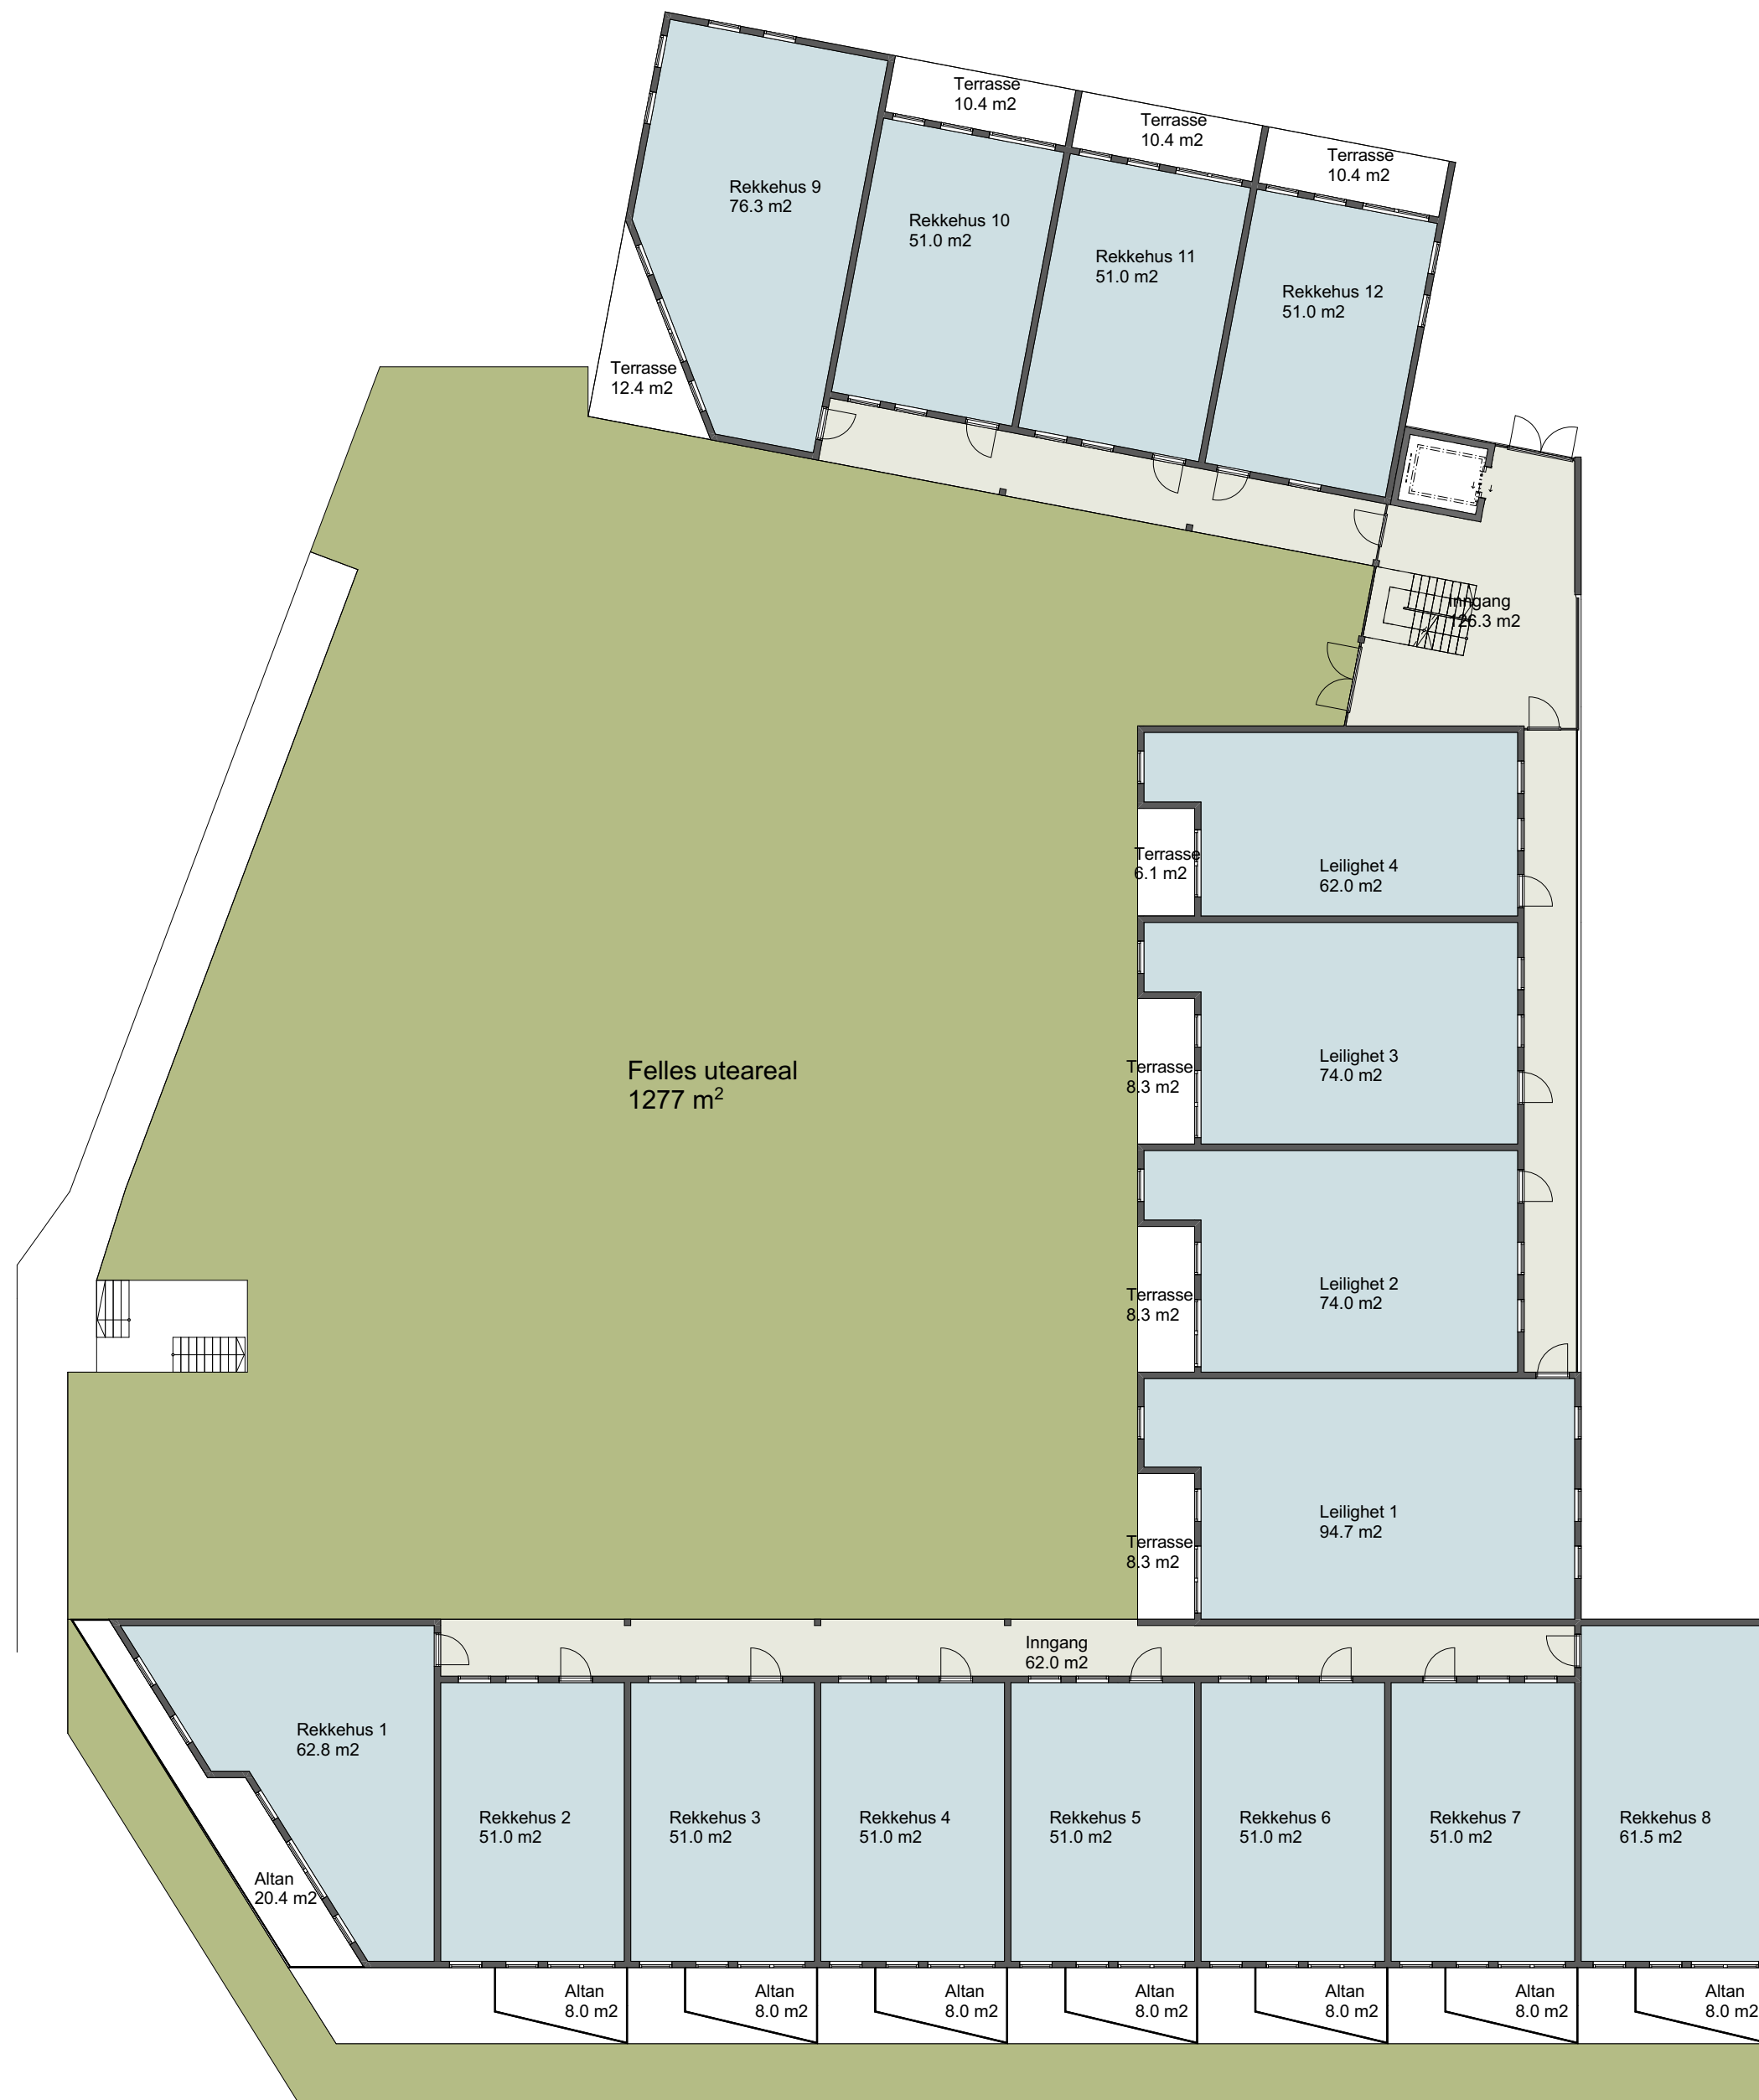 Terrasse
10.4 m2
Terrasse
10.4 m2
Terrasse
10.4 m2
Rekkehus 9
76.3 m2
Rekkehus 10
51.0 m2
Rekkehus 11
51.0 m2
Rekkehus 12
51.0 m2
Terrasse
12.4 m2
Inngang
126.3 m2
Terrasse
6.1 m2
Leilighet 4
62.0 m2
Felles uteareal
1277 m²
Terrasse
8.3 m2
Leilighet 3
74.0 m2
Terrasse
8.3 m2
Leilighet 2
74.0 m2
Terrasse
8.3 m2
Leilighet 1
94.7 m2
Inngang
62.0 m2
Rekkehus 1
62.8 m2
Rekkehus 2
51.0 m2
Rekkehus 3
51.0 m2
Rekkehus 4
51.0 m2
Rekkehus 5
51.0 m2
Rekkehus 6
51.0 m2
Rekkehus 7
51.0 m2
Rekkehus 8
61.5 m2
Altan
20.4 m2
Altan
8.0 m2
Altan
8.0 m2
Altan
8.0 m2
Altan
8.0 m2
Altan
8.0 m2
Altan
8.0 m2
Altan
8.0 m2